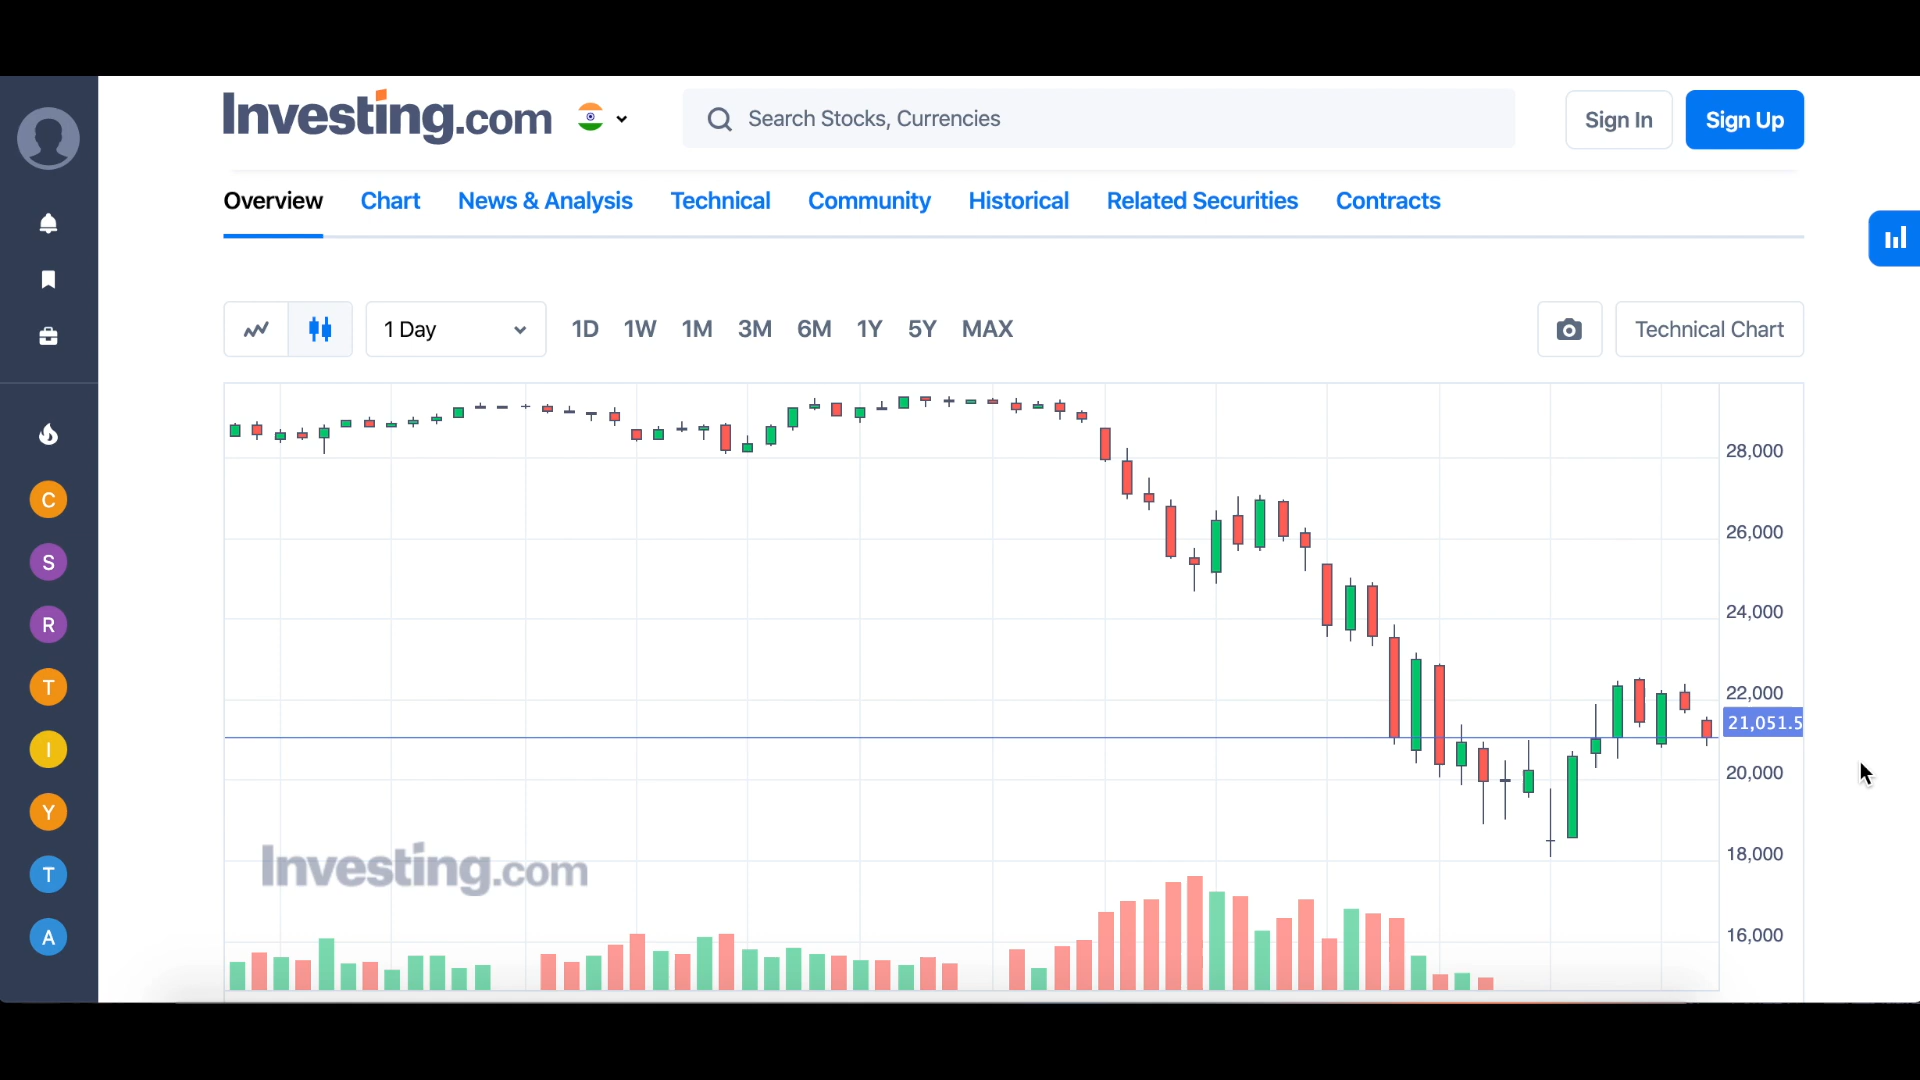 Investing.com
Search Stocks, Currencies
Sign In
Sign Up
Overview
Chart
News & Analysis
Technical
Community
Historical
Related Securities
Contracts
1 Day
1D
1W
1M
3M
6M
1Y
5Y
MAX
Technical Chart
28,000
26,000
24,000
22,000
21,051.5
20,000
18,000
16,000
Investing.com
C
S
R
T
I
Y
T
A